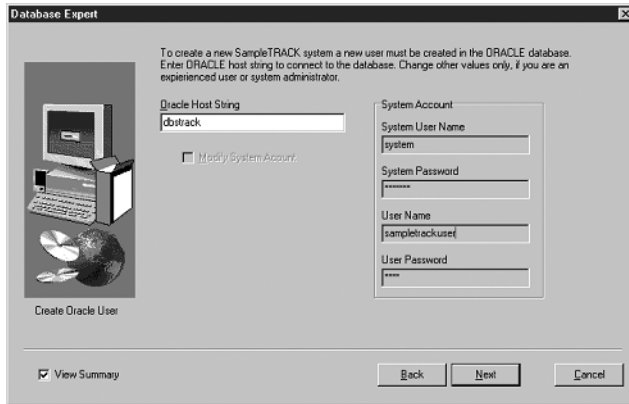 Database Expert
To create a new SampleTRACK system a new user must be created in the ORACLE database.
Enter ORACLE host string to connect to the database. Change other values only, if you are an
expierienced user or system administrator.
Oracle Host String
dbstrack
Modify System Acount
System Account
System User Name
system
System Password
*******
User Name
sampletrackuser
User Password
****
Create Oracle User
View Summary
Back
Next
Cancel